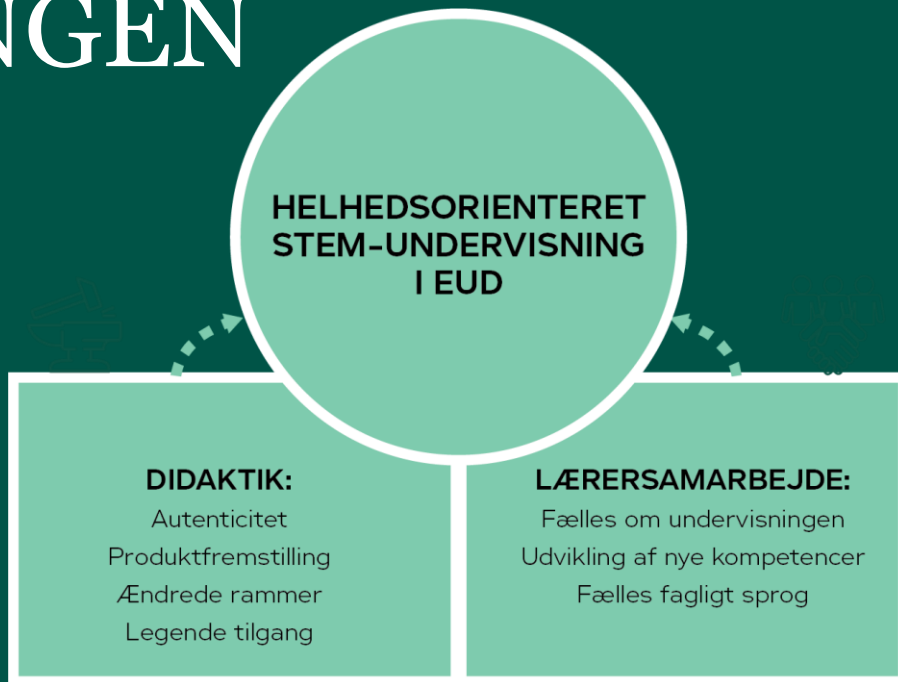 NGEN
HELHEDSORIENTERET
STEM-UNDERVISNING
I EUD
DIDAKTIK:
Autenticitet
Produktfremstilling
Ændrede rammer
Legende tilgang
LÆRERSAMARBEJDE:
Fælles om undervisningen
Udvikling af nye kompetencer
Fælles fagligt sprog